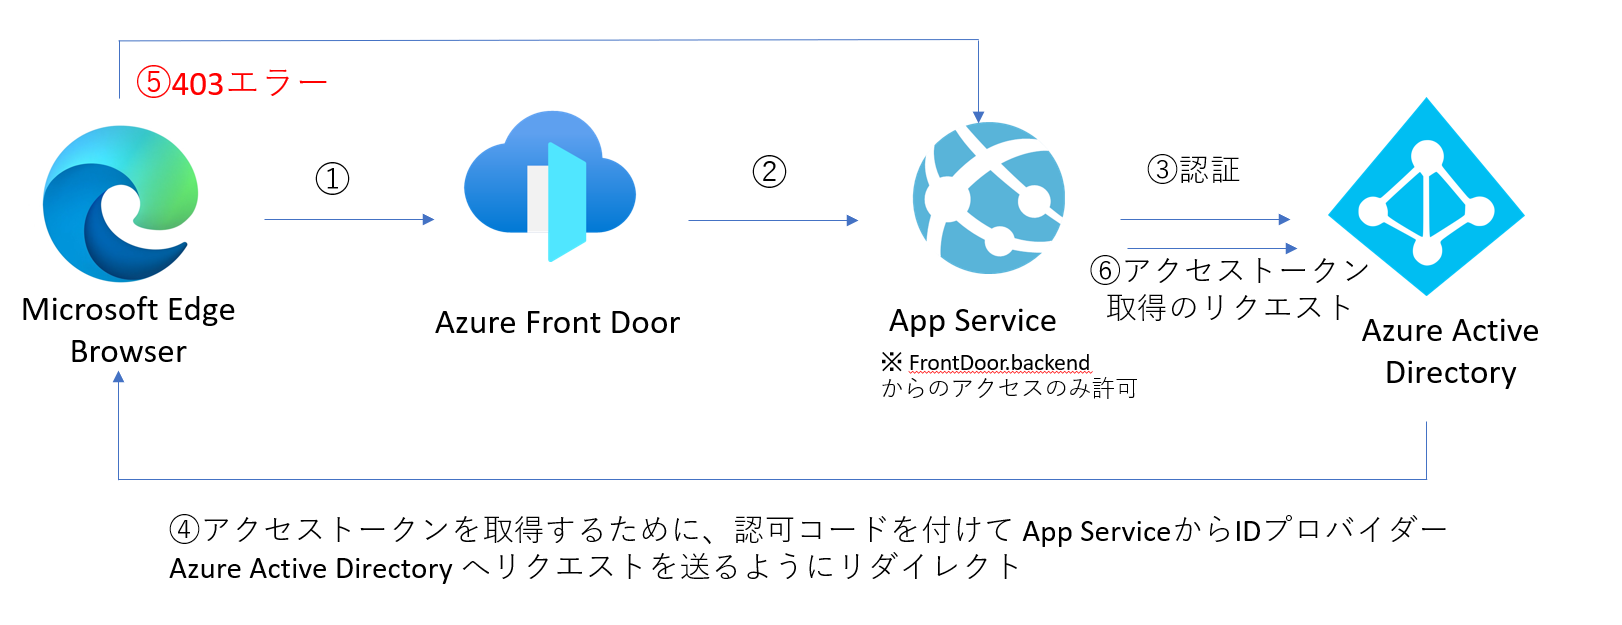 ⑤403エラー
①
②
③認証
⑥アクセストークン
取得のリクエスト
Microsoft Edge
Browser
Azure Front Door
App Service
※ FrontDoor.backend
からのアクセスのみ許可
Azure Active
Directory
④アクセストークンを取得するために、認可コードを付けて App ServiceからIDプロバイダー
Azure Active Directory へリクエストを送るようにリダイレクト